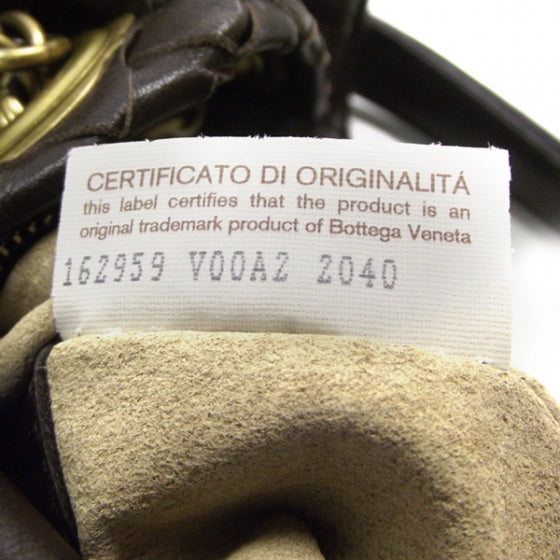 CERTIFICATO DI ORIGINALITÁ
this label certifies that the product is an
original trademark product of Bottega Veneta
162959 V00A2 2040